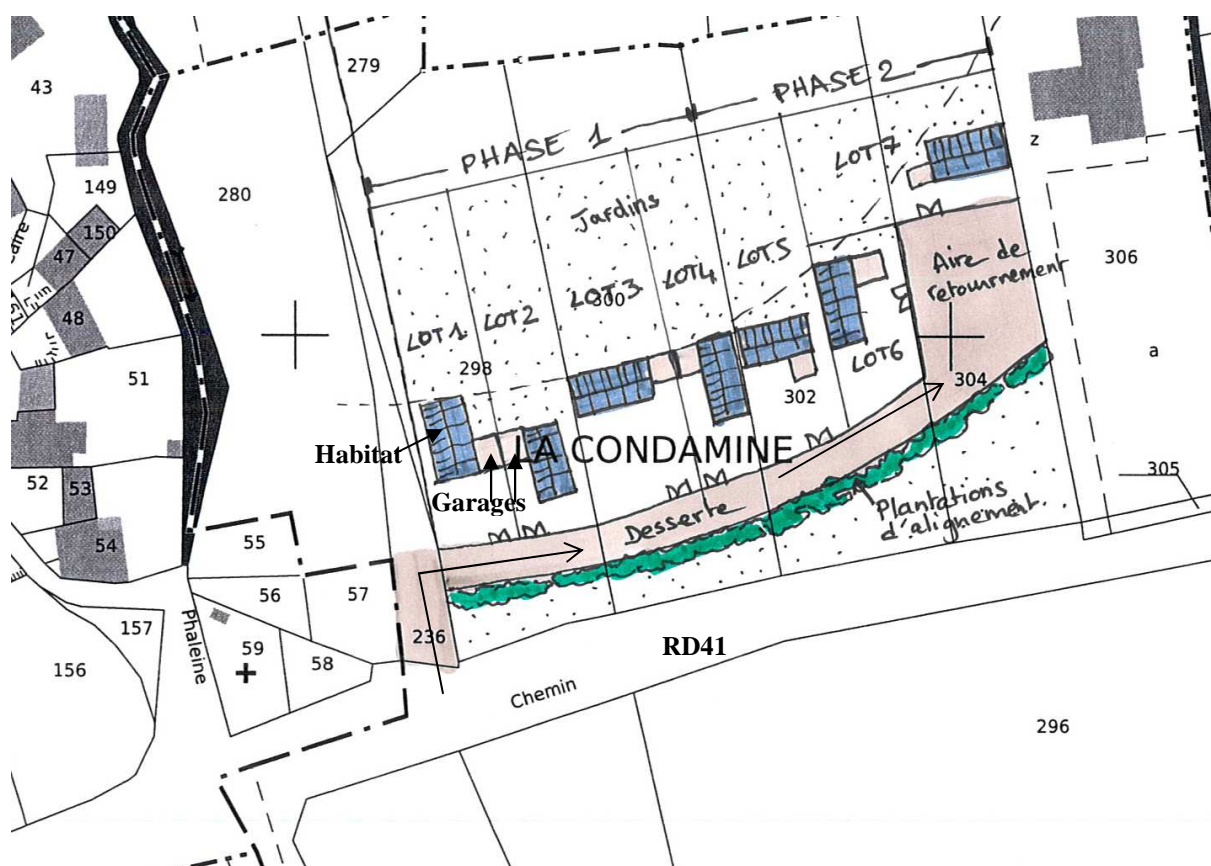 43
279
PHASE 1
PHASE 2
149
280
LOT 7
z
150
47
Jardins
48
306
LOT 1
LOT 2
LOT 3
300
LOT 4
LOT 5
Aire de
retournement
51
298
LOT 6
304
a
302
Habitat
LA CONDAMINE
52
53
Garages
305
54
Desserte
Plantations
d'alignement
55
56
57
157
Phaleine
59
58
236
RD41
156
Chemin
296